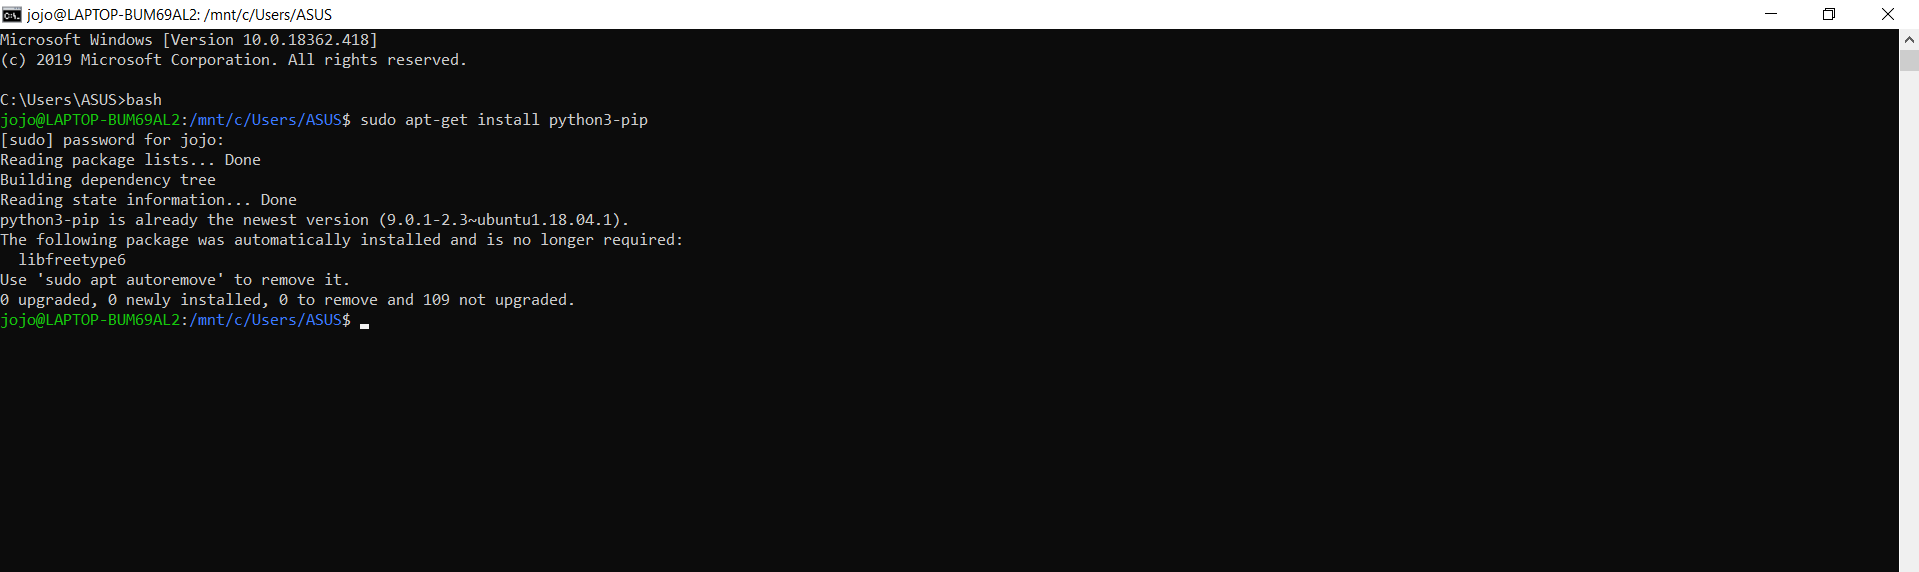 jojo@LAPTOP-BUM69AL2: /mnt/c/Users/ASUS
Microsoft Windows [Version 10.0.18362.418]
(c) 2019 Microsoft Corporation. All rights reserved.
C:\Users\ASUS>bash
jojo@LAPTOP-BUM69AL2:/mnt/c/Users/ASUS$ sudo apt-get install python3-pip
[sudo] password for jojo:
Reading package lists... Done
Building dependency tree
Reading state information... Done
python3-pip is already the newest version (9.0.1-2.3~ubuntu1.18.04.1).
The following package was automatically installed and is no longer required:
  libfreetype6
Use 'sudo apt autoremove' to remove it.
0 upgraded, 0 newly installed, 0 to remove and 109 not upgraded.
jojo@LAPTOP-BUM69AL2:/mnt/c/Users/ASUS$